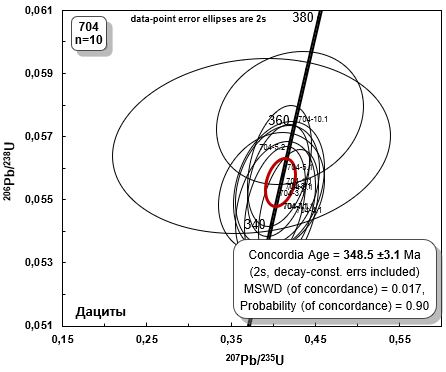 704
n=10
data-point error ellipses are 2s
380
0,061
0,059
0,057
0,055
0,053
0,051
206Pb/238U
360
704-10.1
704-5.2
340
Concordia Age = 348.5 ±3.1 Ma
(2s, decay-const. errs included)
MSWD (of concordance) = 0.017,
Probability (of concordance) = 0.90
Дациты
0,15 0,25 0,35 0,45 0,55
207Pb/235U